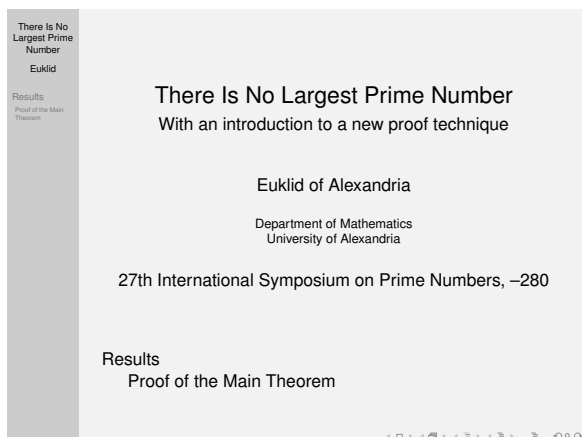 There Is No
Largest Prime
Number
Euklid
Results
Proof of the Main
Theorem
There Is No Largest Prime Number
With an introduction to a new proof technique
Euklid of Alexandria
Department of Mathematics
University of Alexandria
27th International Symposium on Prime Numbers, –280
Results
Proof of the Main Theorem